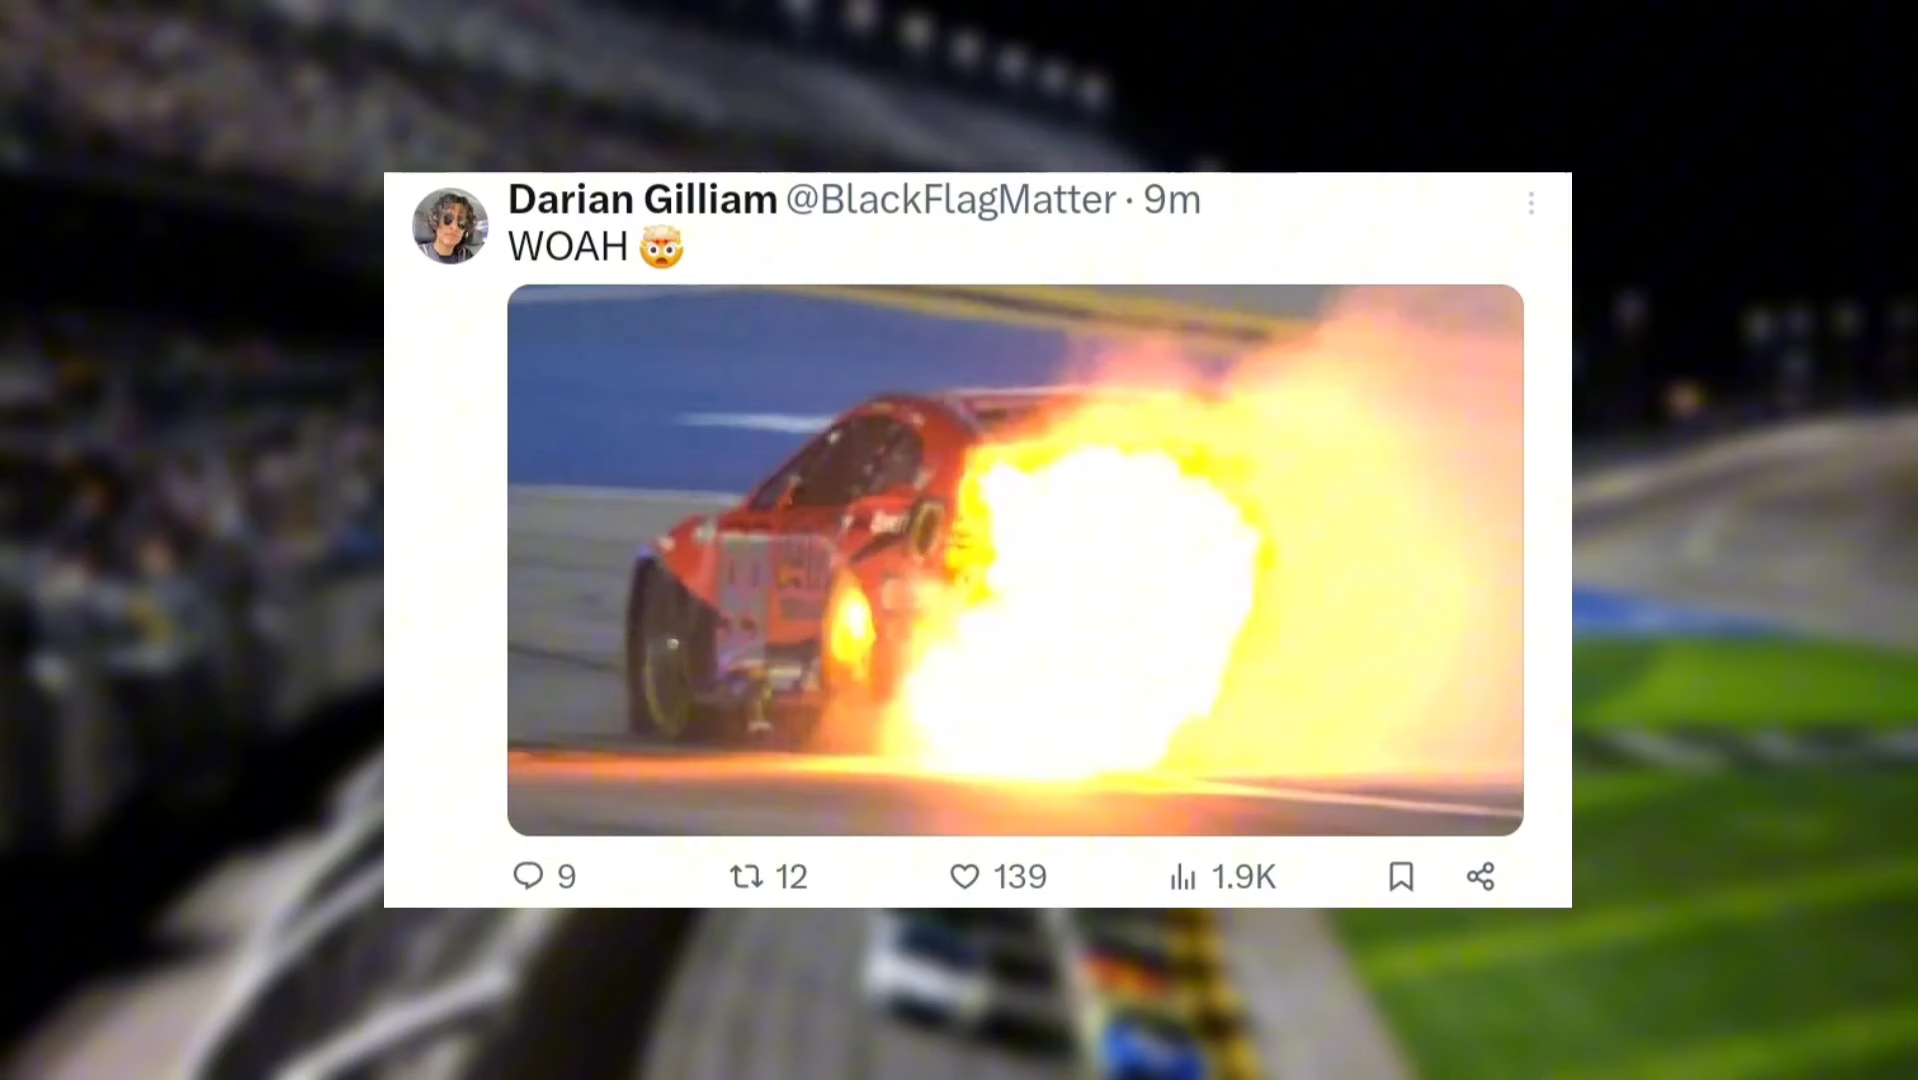 Darian Gilliam @BlackFlagMatter · 9m
WOAH 🤯
9 12 139 1.9K